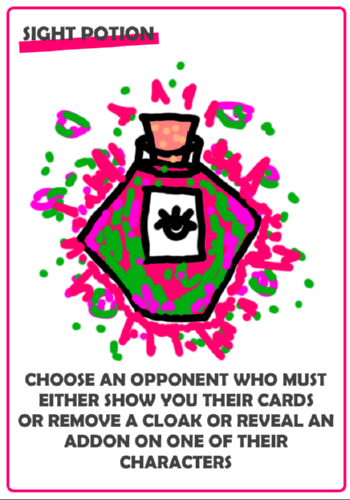 SIGHT POTION
CHOOSE AN OPPONENT WHO MUST
EITHER SHOW YOU THEIR CARDS
OR REMOVE A CLOAK OR REVEAL AN
ADDON ON ONE OF THEIR
CHARACTERS